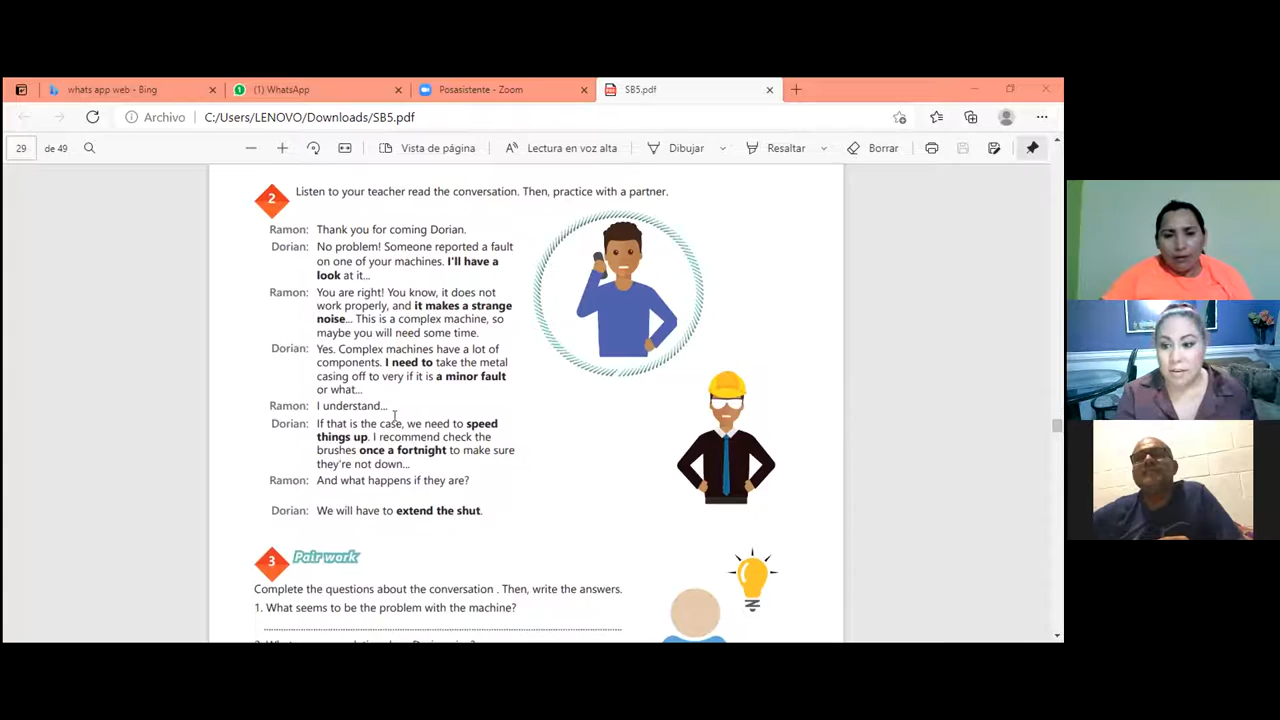 whats app web - Bing
(1) WhatsApp
Posasistente - Zoom
SB5.pdf
Archivo
C:/Users/LENOVO/Downloads/SB5.pdf
29
de 49
Vista de página
Lectura en voz alta
Dibujar
Resaltar
Borrar
2
Listen to your teacher read the conversation. Then, practice with a partner.
Ramon: Thank you for coming Dorian.
Dorian: No problem! Someone reported a fault
on one of your machines. I'll have a
look at it...
Ramon: You are right! You know, it does not
work properly, and it makes a strange
noise... This is a complex machine, so
maybe you will need some time.
Dorian: Yes. Complex machines have a lot of
components. I need to take the metal
casing off to very if it is a minor fault
or what...
Ramon: I understand...
Dorian: If that is the case, we need to speed
things up. I recommend check the
brushes once a fortnight to make sure
they're not down...
Ramon: And what happens if they are?
Dorian: We will have to extend the shut.
3
Pair work
Complete the questions about the conversation . Then, write the answers.
1. What seems to be the problem with the machine?